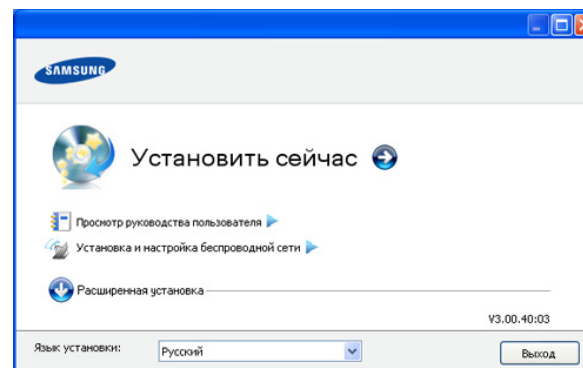 SAMSUNG
Установить сейчас
Просмотр руководства пользователя
Установка и настройка беспроводной сети
Расширенная установка
V3.00.40:03
Язык установки: Русский Выход